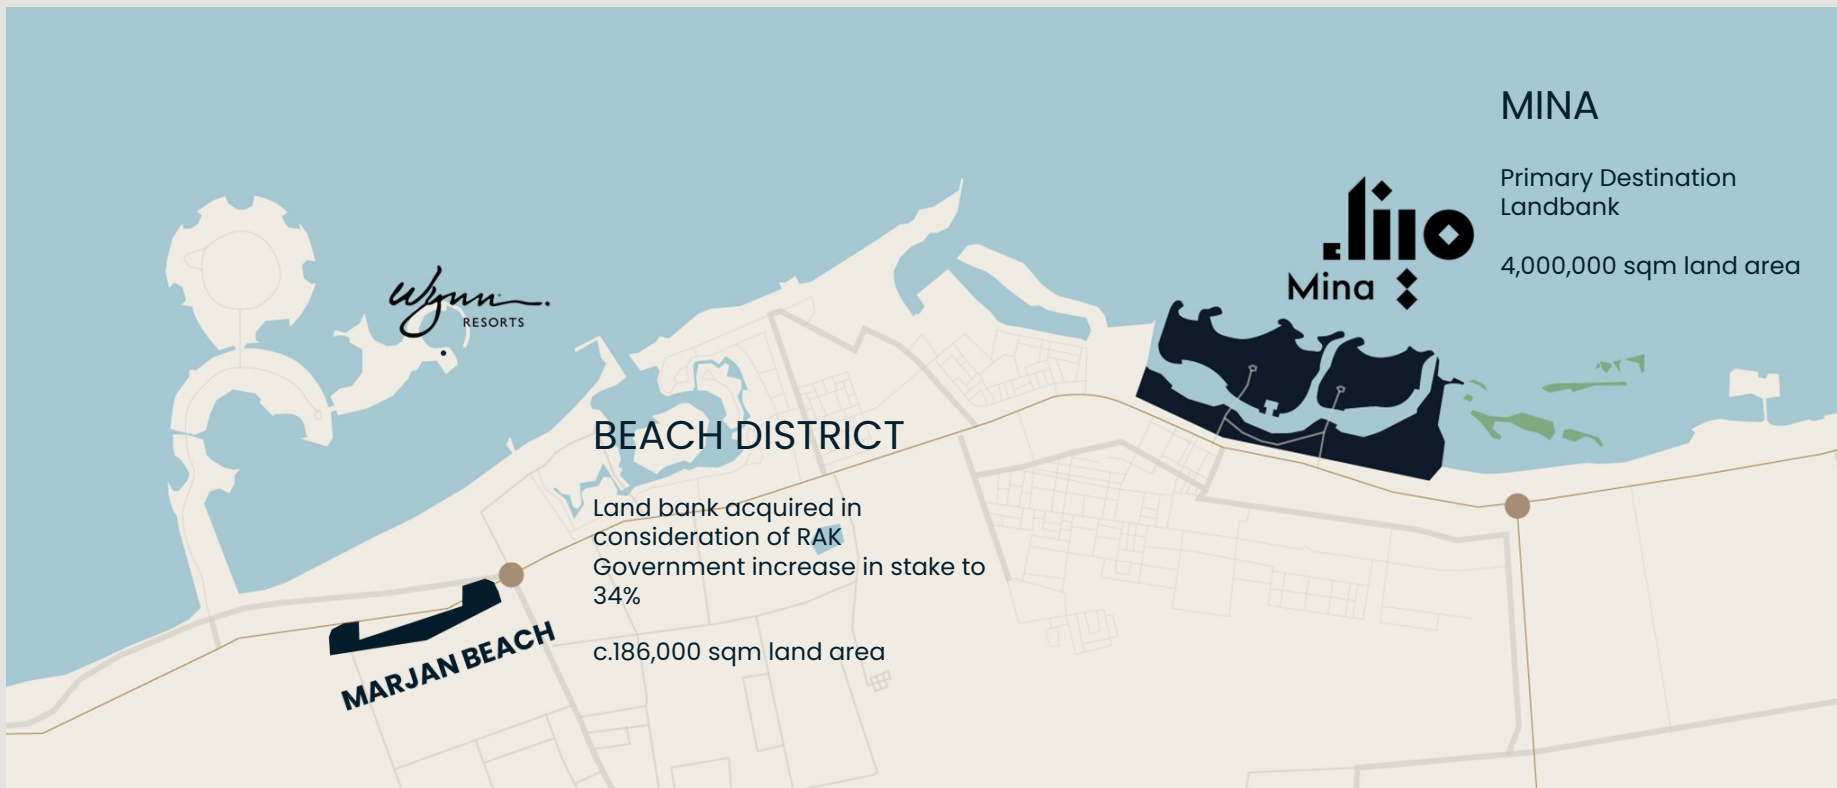 MINA
Primary Destination
Landbank
4,000,000 sqm land area
ميناء
Mina
Wynn
RESORTS
BEACH DISTRICT
Land bank acquired in
consideration of RAK
Government increase in stake to
34%
c.186,000 sqm land area
MARJAN BEACH